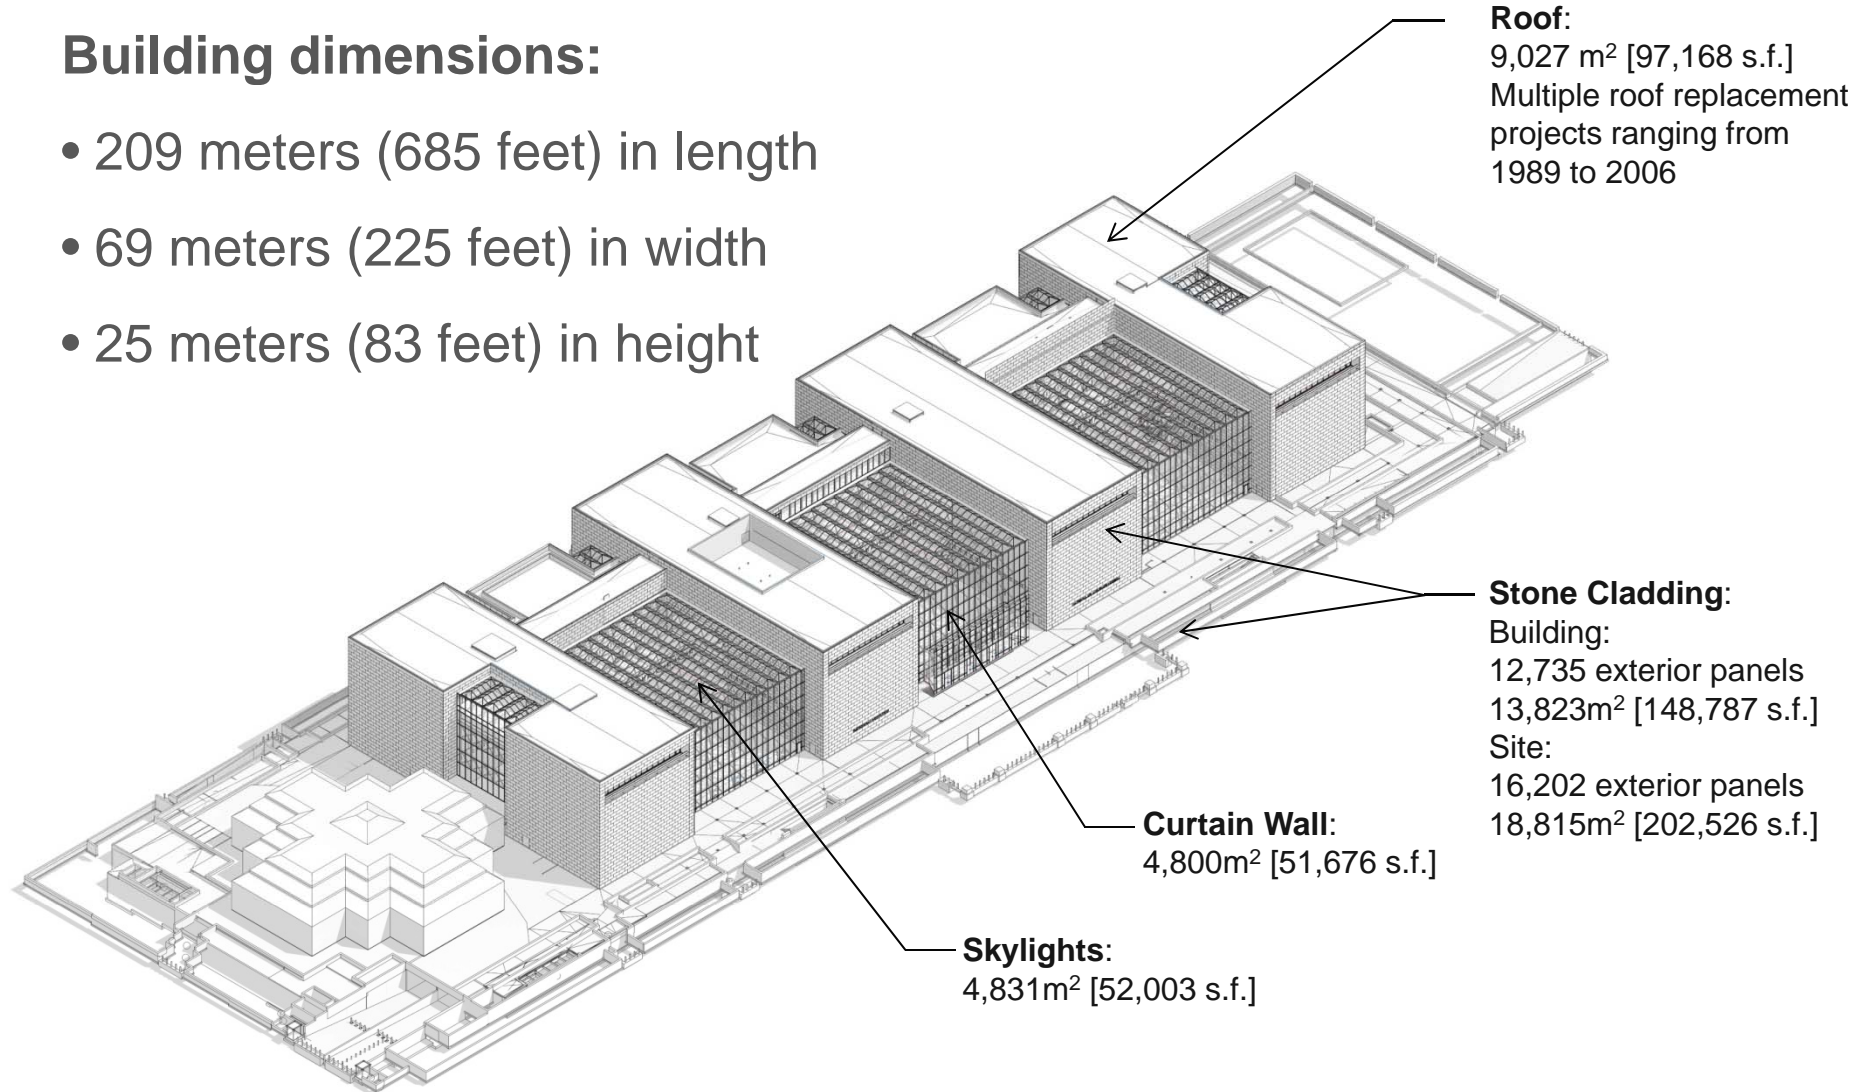 Building dimensions:
• 209 meters (685 feet) in length
• 69 meters (225 feet) in width
• 25 meters (83 feet) in height
Roof:
9,027 m² [97,168 s.f.]
Multiple roof replacement
projects ranging from
1989 to 2006
Stone Cladding:
Building:
12,735 exterior panels
13,823m² [148,787 s.f.]
Site:
16,202 exterior panels
18,815m² [202,526 s.f.]
Curtain Wall:
4,800m² [51,676 s.f.]
Skylights:
4,831m² [52,003 s.f.]